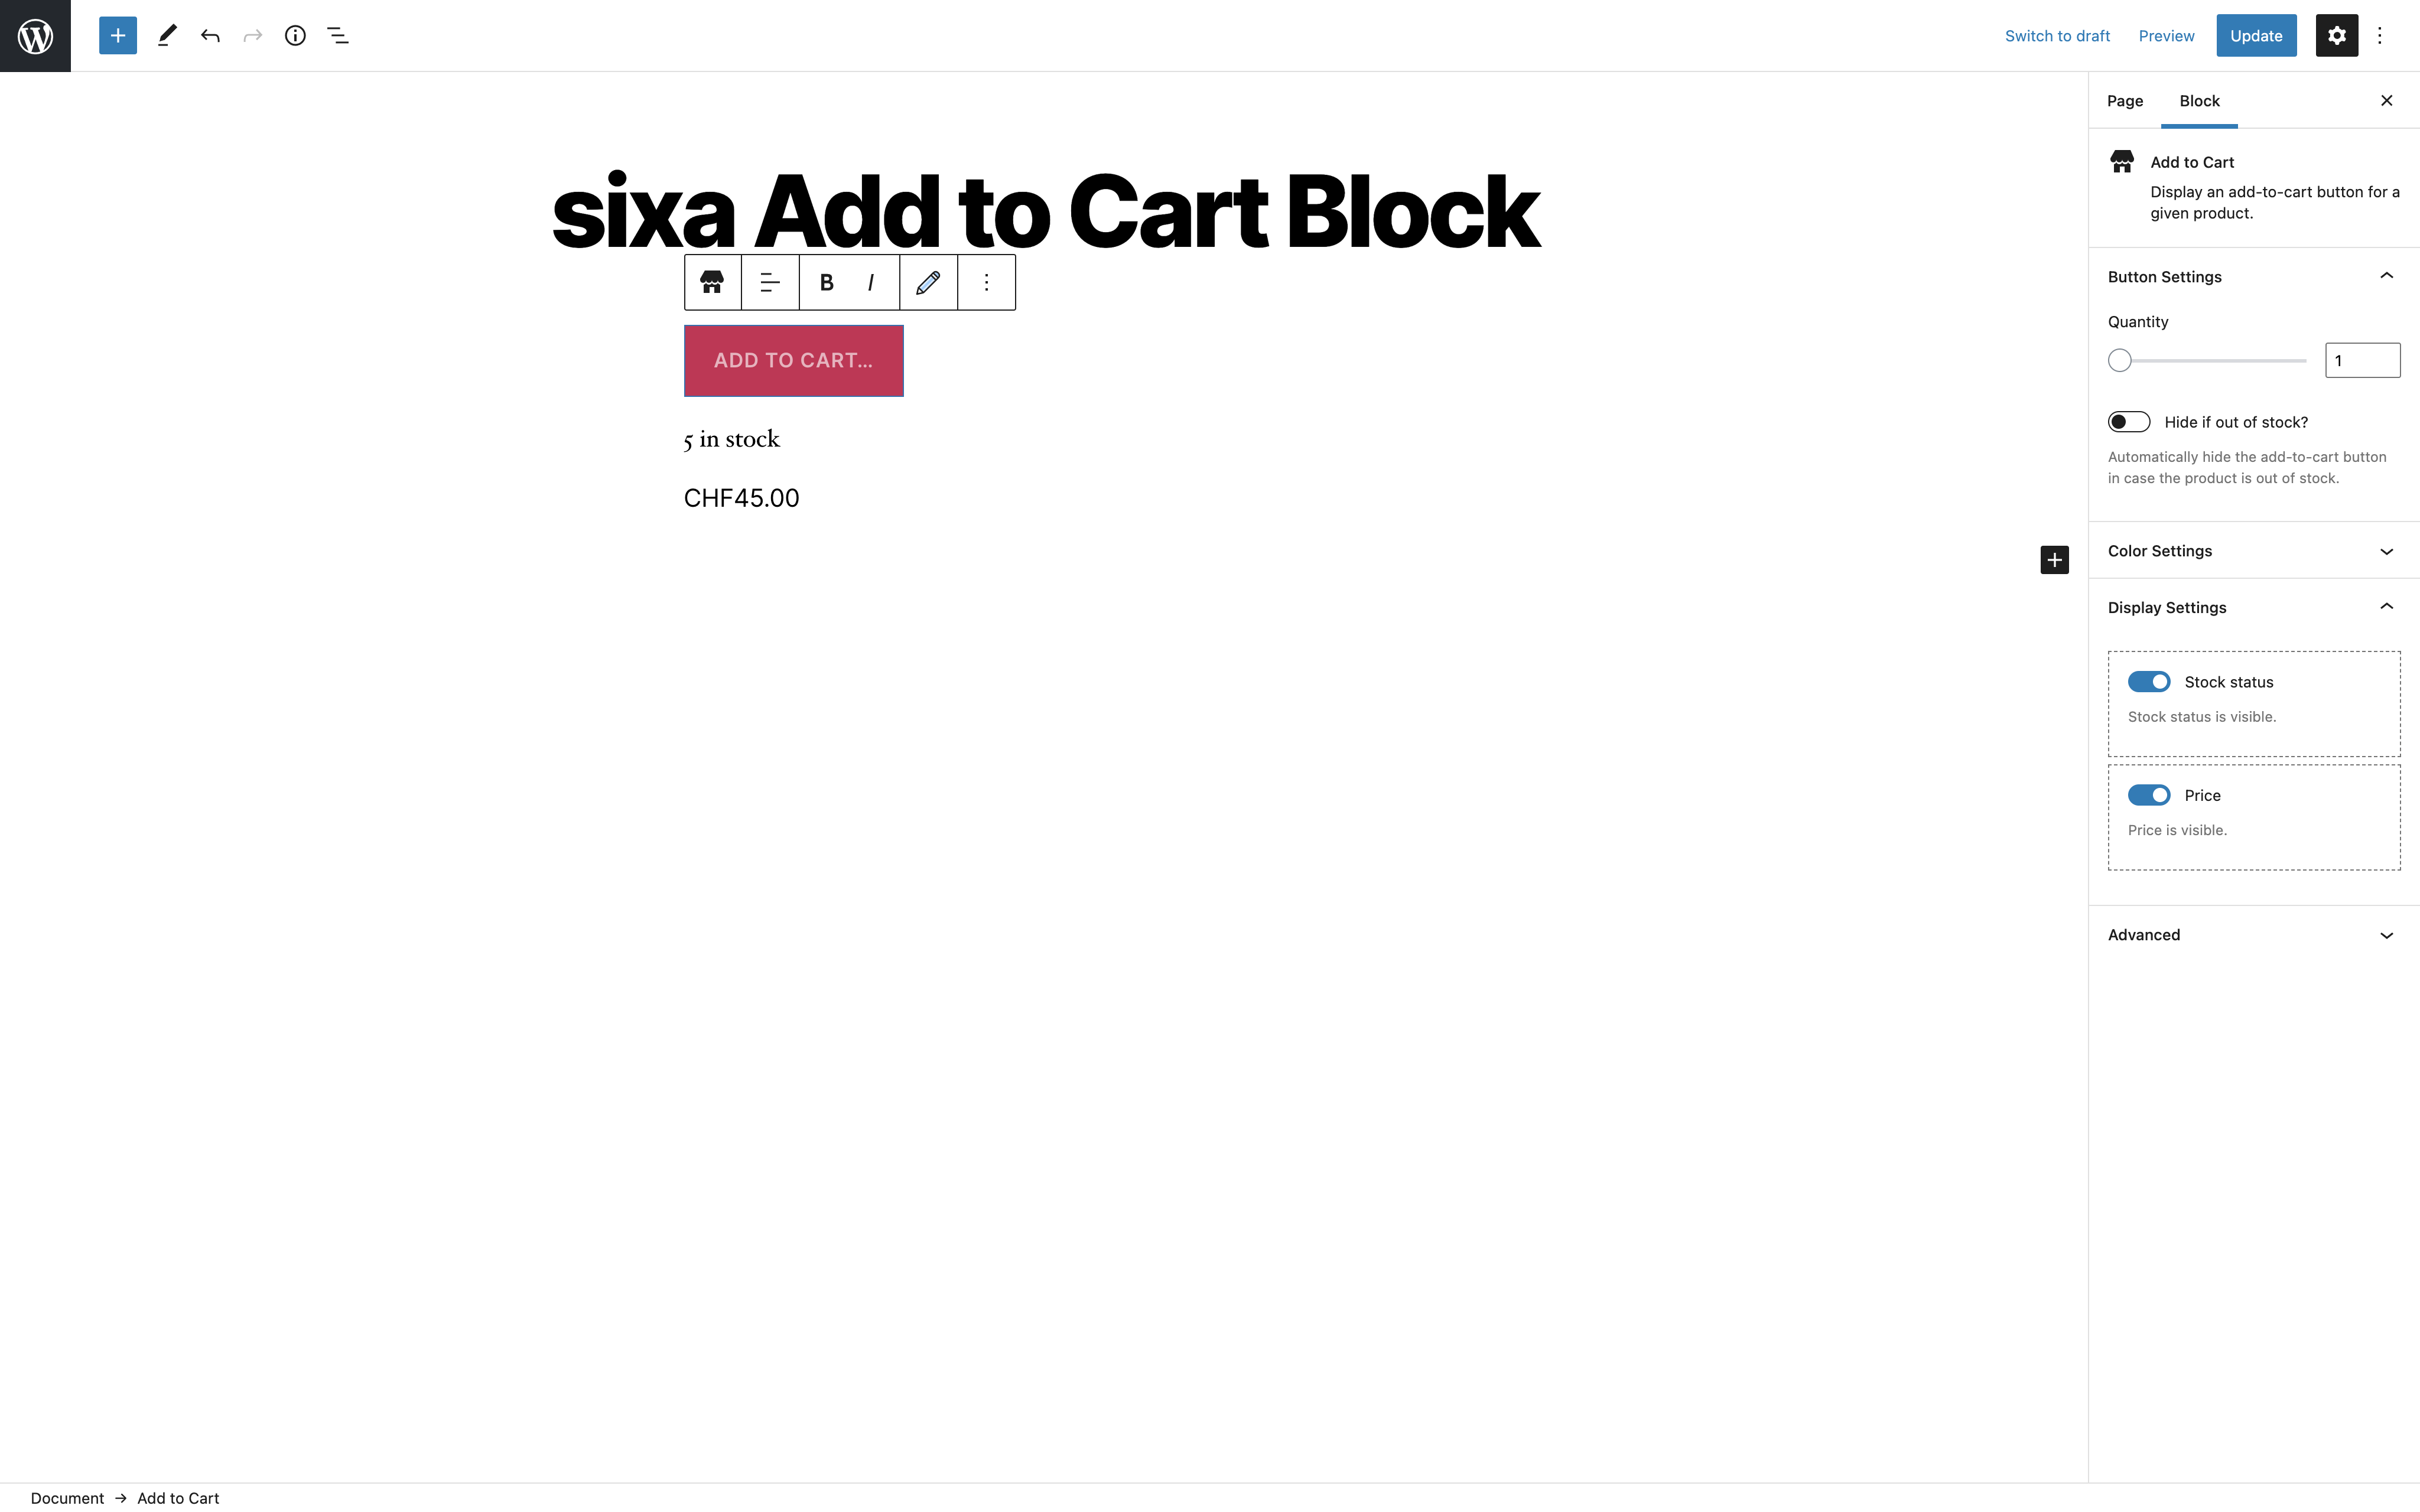 Switch to draft Preview Update
Page Block
Add to Cart
Display an add-to-cart button for a
given product.
sixa Add to Cart Block
B I
ADD TO CART...
5 in stock
CHF45.00
Button Settings
Quantity
1
Hide if out of stock?
Automatically hide the add-to-cart button
in case the product is out of stock.
Color Settings
Display Settings
Stock status
Stock status is visible.
Price
Price is visible.
Advanced
Document → Add to Cart